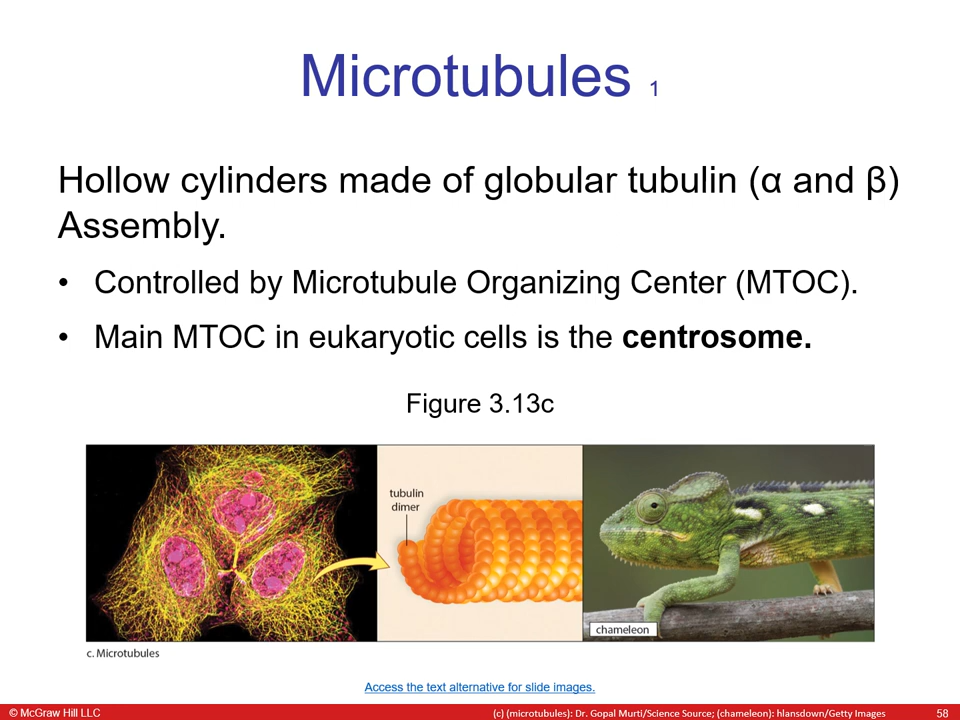 Microtubules 1
Hollow cylinders made of globular tubulin (α and β)
Assembly.
• Controlled by Microtubule Organizing Center (MTOC).
• Main MTOC in eukaryotic cells is the centrosome.
Figure 3.13c
tubulin
dimer
chameleon
c. Microtubules
Access the text alternative for slide images.
© McGraw Hill LLC
(c) (microtubules): Dr. Gopal Murti/Science Source; (chameleon): hlansdown/Getty Images
58